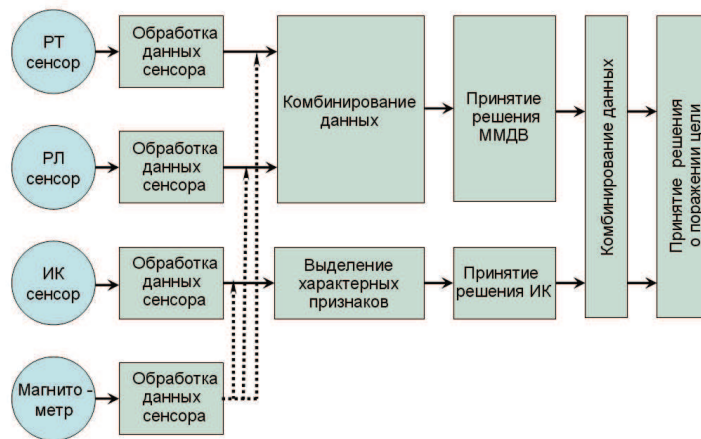 РТ
сенсор
Обработка
данных
сенсора
РЛ
сенсор
Обработка
данных
сенсора
Комбинирование
данных
Принятие
решения
ММДВ
ИК
сенсор
Обработка
данных
сенсора
Выделение
характерных
признаков
Принятие
решения ИК
Комбинирование данных
Принятие решения
о поражении цели
Магнито -
метр
Обработка
данных
сенсора